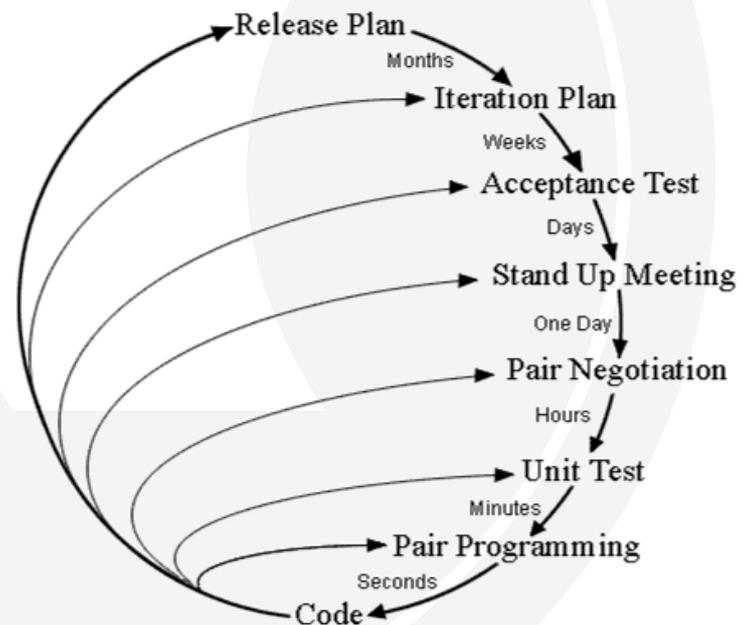 Release Plan
Months
Iteration Plan
Weeks
Acceptance Test
Days
Stand Up Meeting
One Day
Pair Negotiation
Hours
Unit Test
Minutes
Pair Programming
Seconds
Code